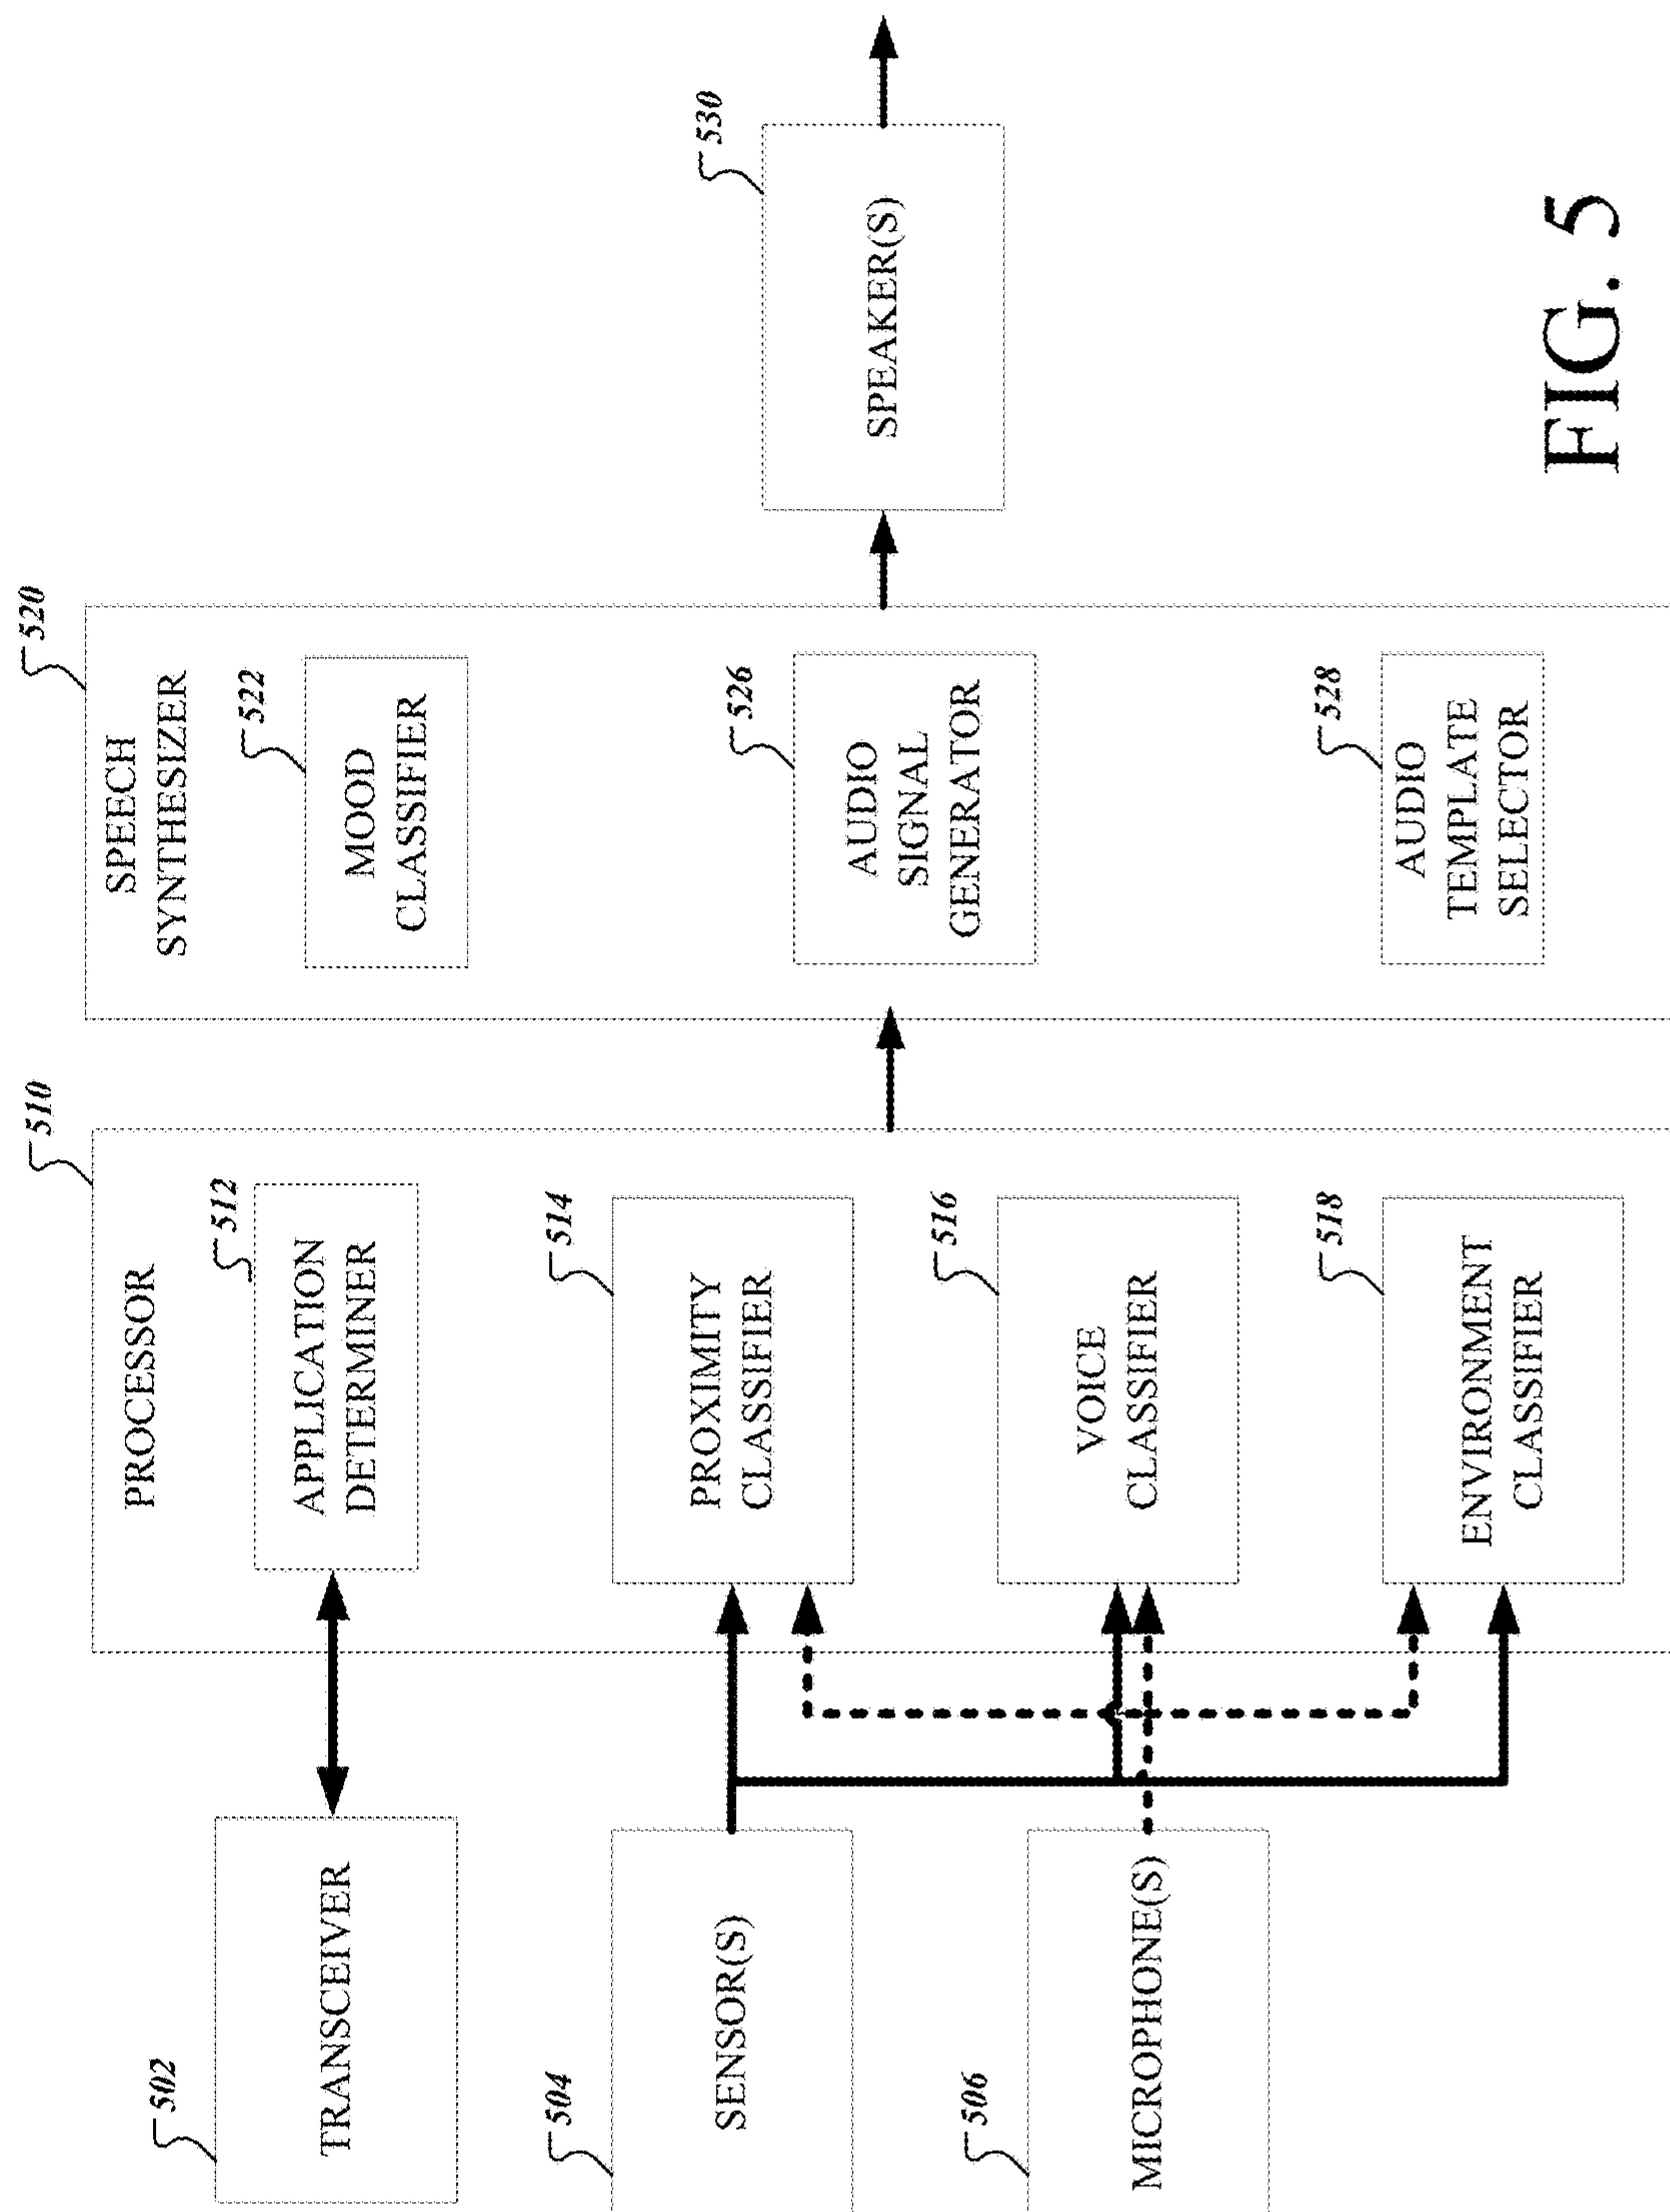 502
TRANSCEIVER
504
SENSOR(S)
506
MICROPHONE(S)
510
PROCESSOR
512
APPLICATION
DETERMINER
514
PROXIMITY
CLASSIFIER
516
VOICE
CLASSIFIER
518
ENVIRONMENT
CLASSIFIER
520
SPEECH
SYNTHESIZER
522
MOOD
CLASSIFIER
526
AUDIO
SIGNAL
GENERATOR
528
AUDIO
TEMPLATE
SELECTOR
530
SPEAKER(S)
FIG. 5